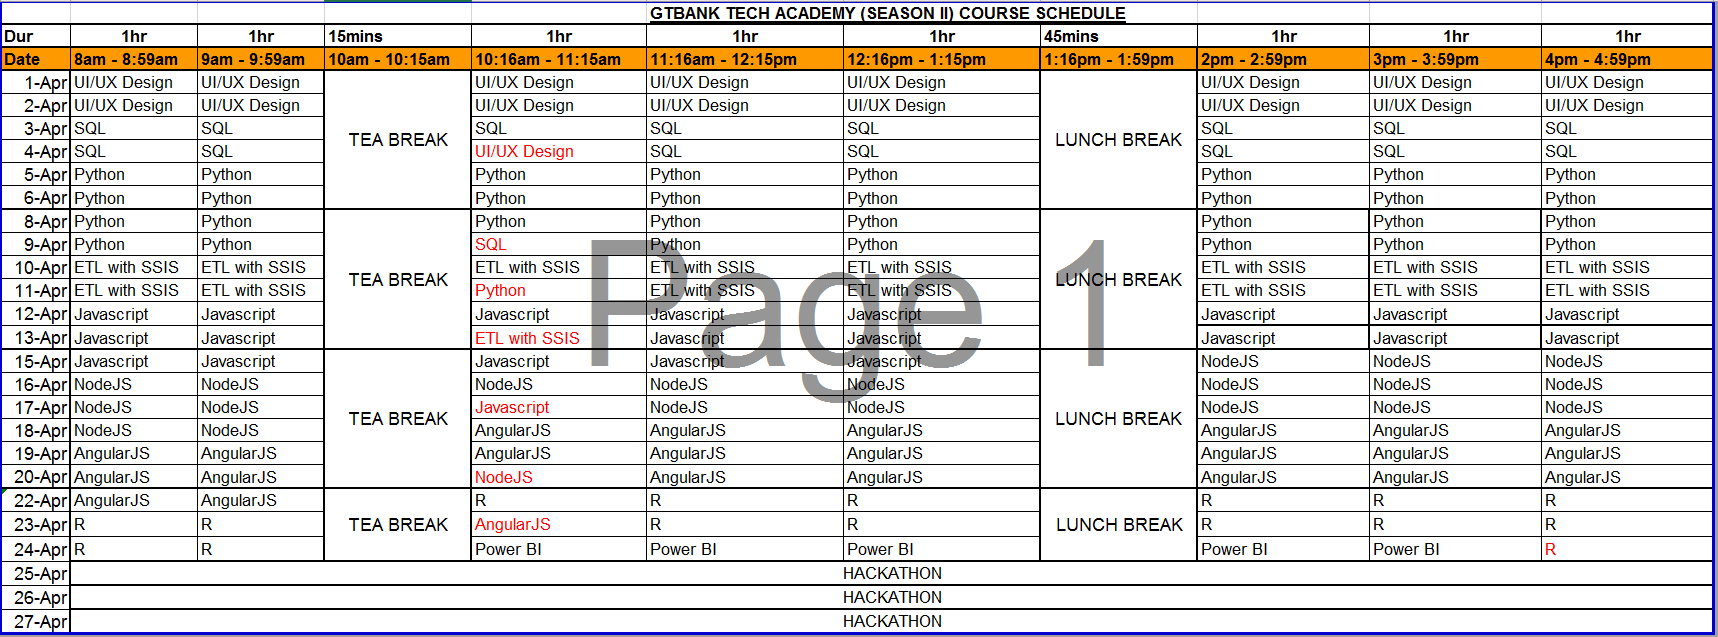 GTBANK TECH ACADEMY (SEASON II) COURSE SCHEDULE
Dur 1hr 1hr 15mins 1hr 1hr 1hr 45mins 1hr 1hr 1hr
Date 8am - 8:59am 9am - 9:59am 10am - 10:15am 10:16am - 11:15am 11:16am - 12:15pm 12:16pm - 1:15pm 1:16pm - 1:59pm 2pm - 2:59pm 3pm - 3:59pm 4pm - 4:59pm
1-Apr UI/UX Design UI/UX Design UI/UX Design UI/UX Design UI/UX Design UI/UX Design UI/UX Design UI/UX Design
2-Apr UI/UX Design UI/UX Design UI/UX Design UI/UX Design UI/UX Design UI/UX Design UI/UX Design UI/UX Design
3-Apr SQL SQL SQL SQL SQL SQL SQL SQL
TEA BREAK LUNCH BREAK
4-Apr SQL SQL UI/UX Design SQL SQL SQL SQL SQL
5-Apr Python Python Python Python Python Python Python Python
6-Apr Python Python Python Python Python Python Python Python
8-Apr Python Python Python Python Python Python Python Python
9-Apr Python Python SQL Python Python Python Python Python
10-Apr ETL with SSIS ETL with SSIS ETL with SSIS ETL with SSIS ETL with SSIS ETL with SSIS ETL with SSIS ETL with SSIS
TEA BREAK LUNCH BREAK
11-Apr ETL with SSIS ETL with SSIS Python ETL with SSIS ETL with SSIS ETL with SSIS ETL with SSIS ETL with SSIS
12-Apr Javascript Javascript Javascript Javascript Javascript Javascript Javascript Javascript
Page 1
13-Apr Javascript Javascript ETL with SSIS Javascript Javascript Javascript Javascript Javascript
15-Apr Javascript Javascript Javascript Javascript Javascript NodeJS NodeJS NodeJS
16-Apr NodeJS NodeJS NodeJS NodeJS NodeJS NodeJS NodeJS NodeJS
17-Apr NodeJS NodeJS Javascript NodeJS NodeJS NodeJS NodeJS NodeJS
TEA BREAK LUNCH BREAK
18-Apr NodeJS NodeJS AngularJS AngularJS AngularJS AngularJS AngularJS AngularJS
19-Apr AngularJS AngularJS AngularJS AngularJS AngularJS AngularJS AngularJS AngularJS
20-Apr AngularJS AngularJS NodeJS AngularJS AngularJS AngularJS AngularJS AngularJS
22-Apr AngularJS AngularJS R R R R R R
23-Apr R R TEA BREAK AngularJS R R LUNCH BREAK R R R
24-Apr R R Power BI Power BI Power BI Power BI Power BI R
25-Apr HACKATHON
26-Apr HACKATHON
27-Apr HACKATHON